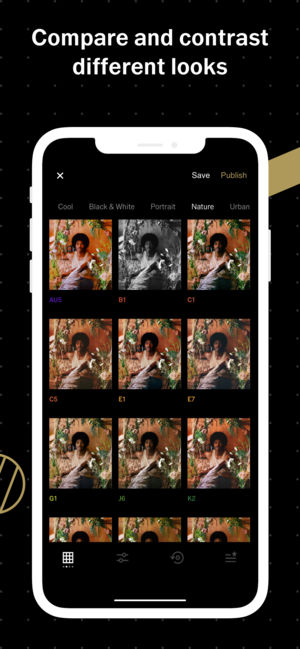 Compare and contrast
different looks
Save Publish
Cool Black & White Portrait Nature Urban
AU5 B1 C1
C5 E1 E7
G1 J6 K2